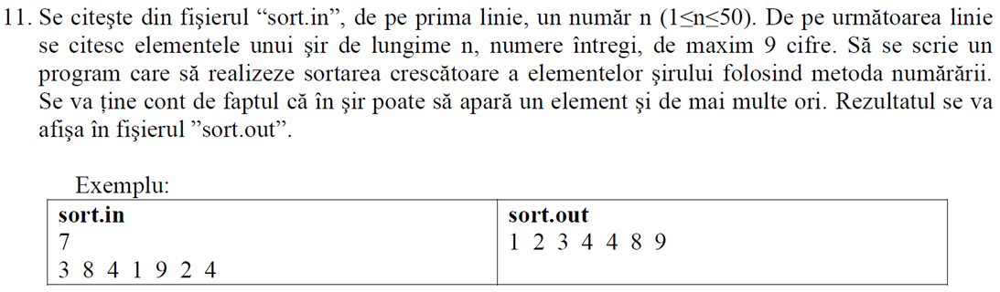 11. Se citeşte din fişierul “sort.in”, de pe prima linie, un număr n (1≤n≤50). De pe următoarea linie
se citesc elementele unui şir de lungime n, numere întregi, de maxim 9 cifre. Să se scrie un
program care să realizeze sortarea crescătoare a elementelor şirului folosind metoda numărării.
Se va ţine cont de faptul că în şir poate să apară un element şi de mai multe ori. Rezultatul se va
afişa în fişierul ”sort.out”.
Exemplu:
sort.in
7
3 8 4 1 9 2 4
sort.out
1 2 3 4 4 8 9